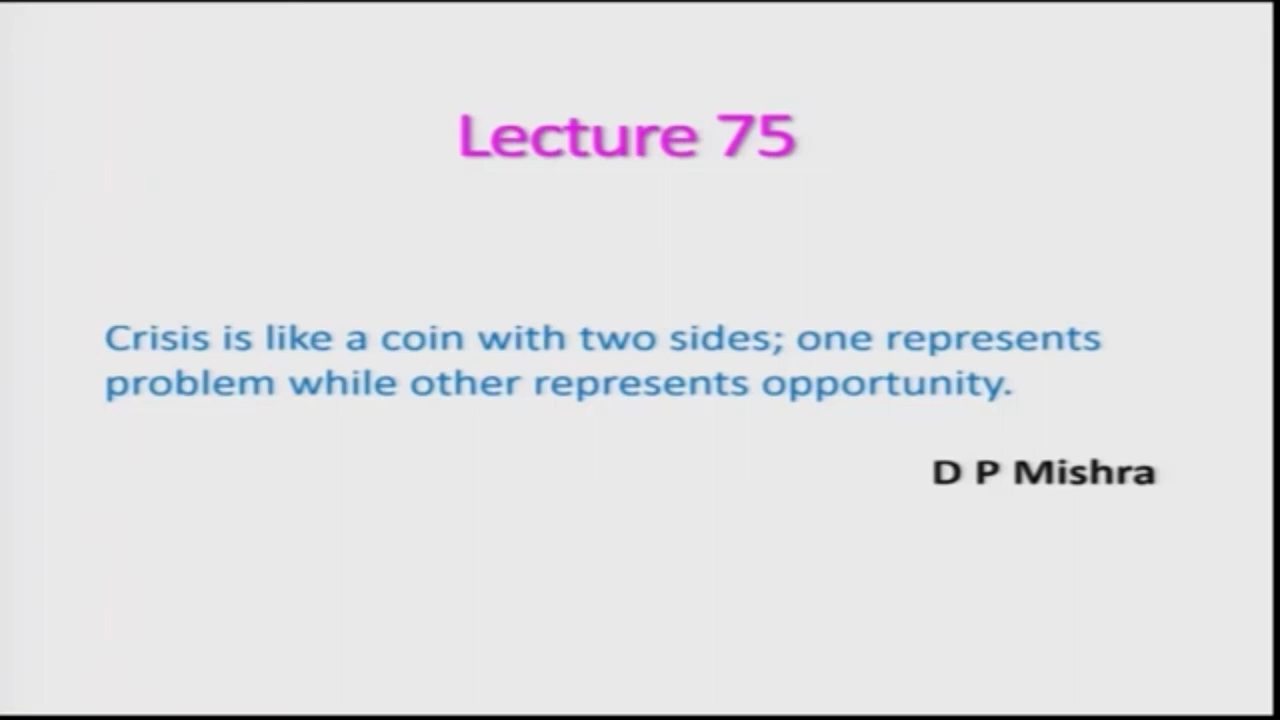 Lecture 75
Crisis is like a coin with two sides; one represents
problem while other represents opportunity.
D P Mishra